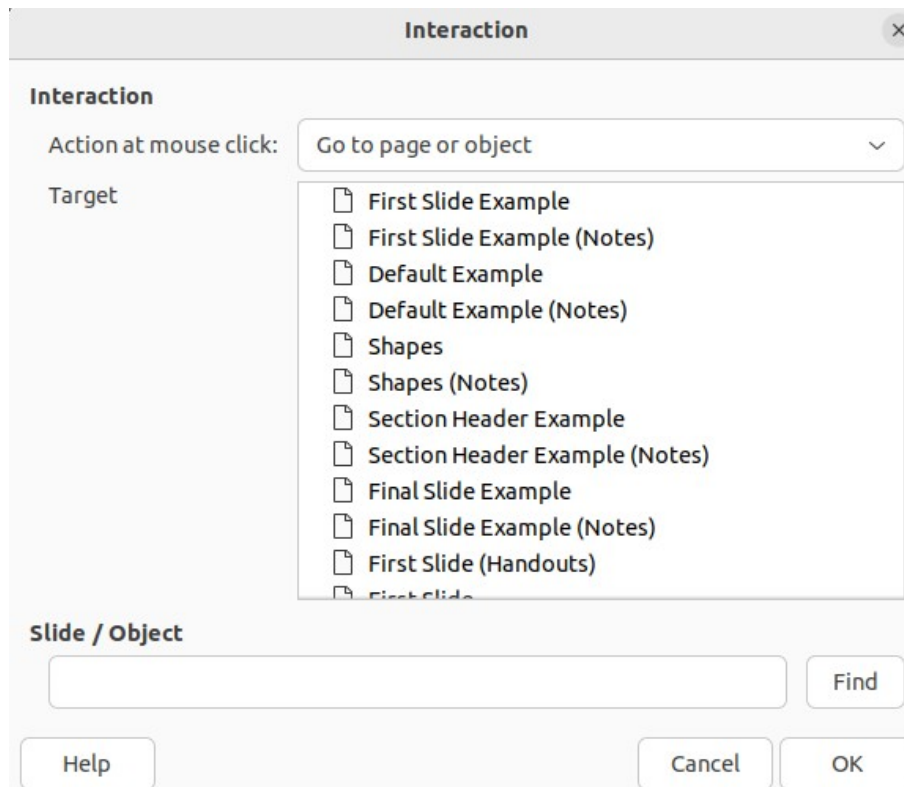 Interaction
Interaction
Action at mouse click: Go to page or object
Target
First Slide Example
First Slide Example (Notes)
Default Example
Default Example (Notes)
Shapes
Shapes (Notes)
Section Header Example
Section Header Example (Notes)
Final Slide Example
Final Slide Example (Notes)
First Slide (Handouts)
First Slide
Slide / Object
Find
Help Cancel OK